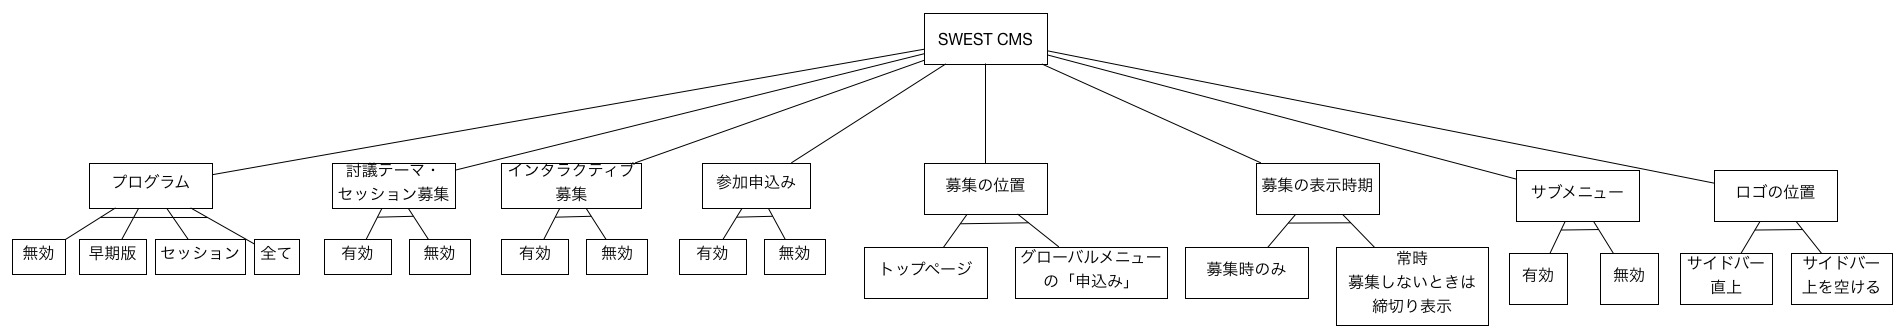 SWEST CMS
プログラム
討議テーマ・
セッション募集
インタラクティブ
募集
参加申込み
募集の位置
募集の表示時期
サブメニュー
ロゴの位置
無効
早期版
セッション
全て
有効
無効
有効
無効
有効
無効
トップページ
グローバルメニュー
の「申込み」
募集時のみ
常時
募集しないときは
締切り表示
有効
無効
サイドバー
直上
サイドバー
上を空ける